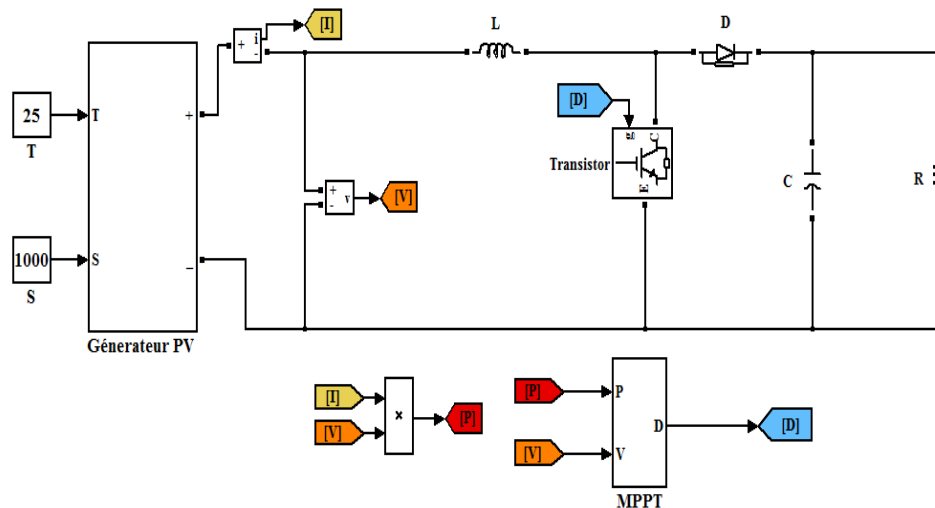 [I]
+
i
-
L
D
25
T
T
+
1000
S
S
−
Génerateur PV
+
-
v
[V]
[D]
g
C
E
Transistor
C
R
[I]
[V]
×
[P]
[P]
[V]
P
V
D
MPPT
[D]